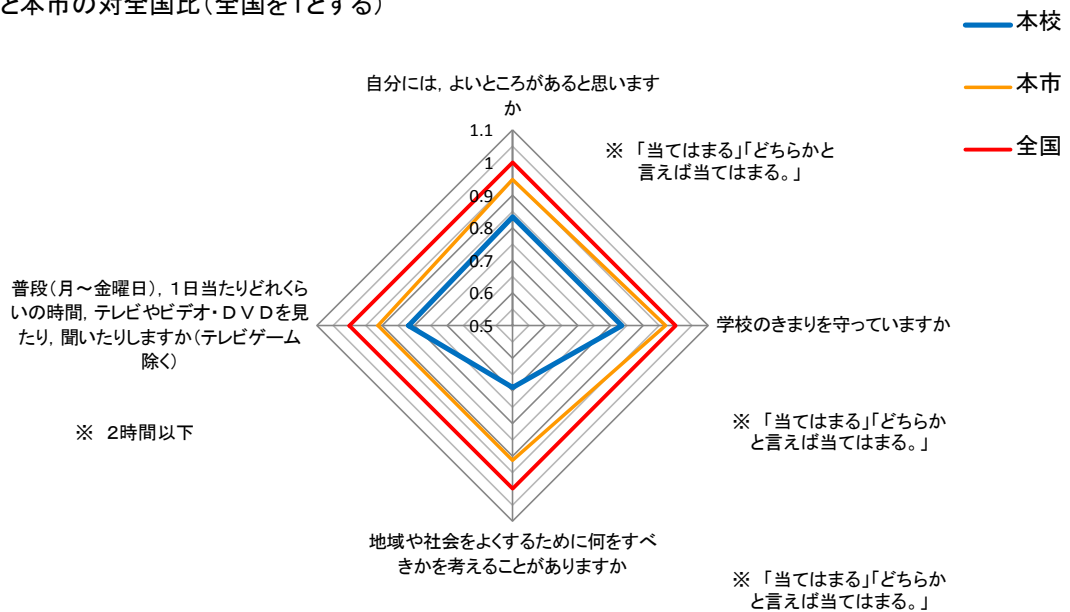 と本市の対全国比（全国を1とする）
本校
本市
全国
自分には，よいところがあると思います
か
※　「当てはまる」「どちらかと
言えば当てはまる。」
1.1
1
0.9
0.8
0.7
0.6
0.5
普段（月～金曜日），１日当たりどれくら
いの時間，テレビやビデオ・ＤＶＤを見
たり，聞いたりしますか（テレビゲーム
除く）
※　２時間以下
学校のきまりを守っていますか
※　「当てはまる」「どちらか
と言えば当てはまる。」
地域や社会をよくするために何をすべ
きかを考えることがありますか
※　「当てはまる」「どちらか
と言えば当てはまる。」